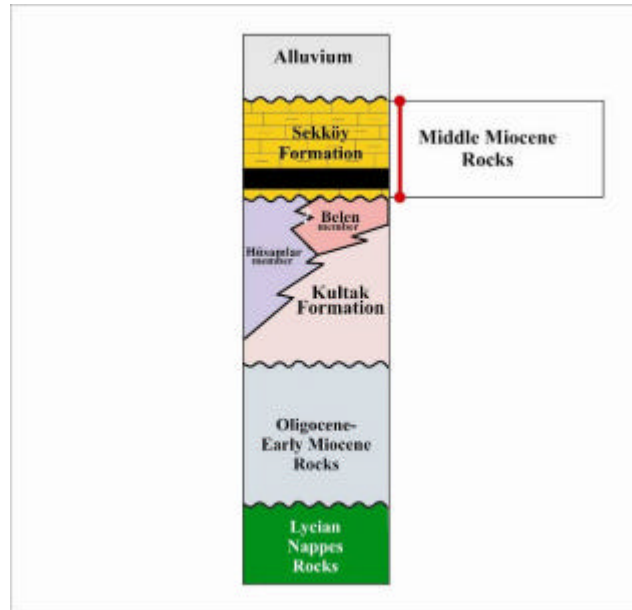 Alluvium
Sekköy
Formation
Middle Miocene
Rocks
Belen
member
Hüsamlar
member
Kultak
Formation
Oligocene-
Early Miocene
Rocks
Lycian
Nappes
Rocks